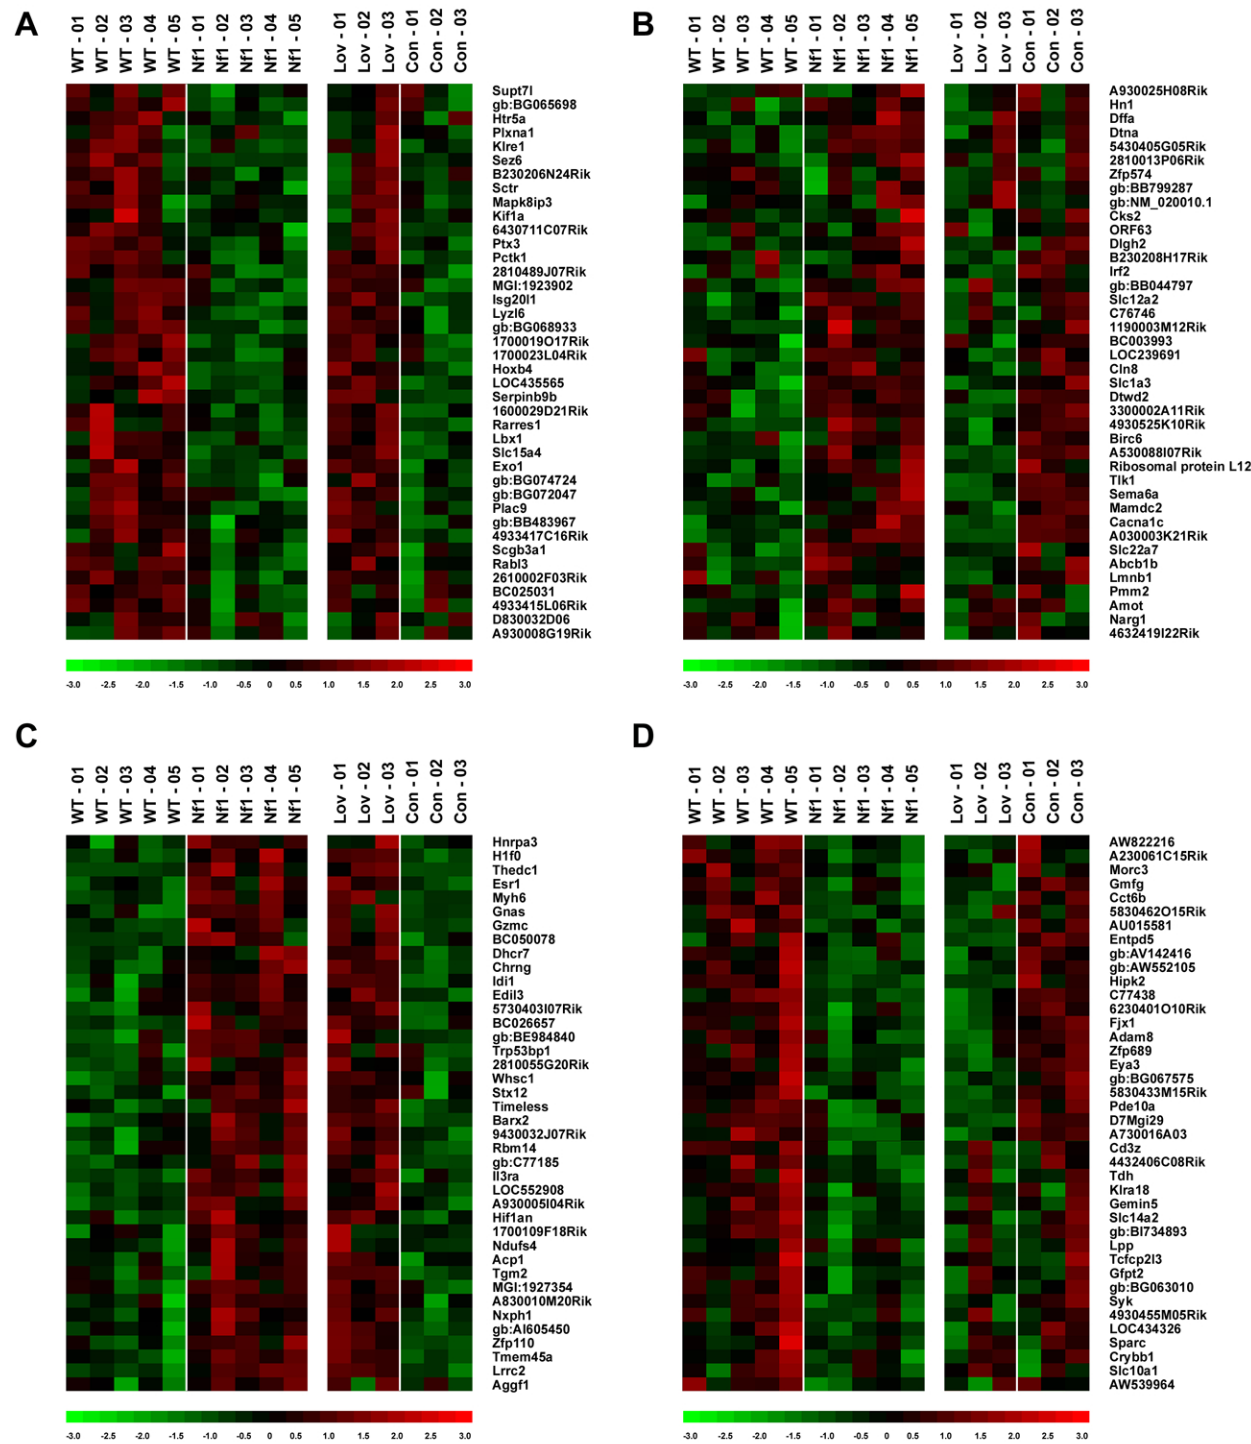 A
WT - 01
WT - 02
WT - 03
WT - 04
WT - 05
Nf1 - 01
Nf1 - 02
Nf1 - 03
Nf1 - 04
Nf1 - 05
Lov - 01
Lov - 02
Lov - 03
Con - 01
Con - 02
Con - 03
Supt7l
gb:BG065698
Htr5a
Plxna1
Klre1
Sez6
B230206N24Rik
Sctr
Mapk8ip3
Kif1a
6430711C07Rik
Ptx3
Pctk1
2810489J07Rik
MGI:1923902
Isg20l1
Lyzl6
gb:BG068933
1700019O17Rik
1700023L04Rik
Hoxb4
LOC435565
Serpinb9b
1600029D21Rik
Rarres1
Lbx1
Slc15a4
Exo1
gb:BG074724
gb:BG072047
Plac9
gb:BB483967
4933417C16Rik
Scgb3a1
Rabl3
2610002F03Rik
BC025031
4933415L06Rik
D830032D06
A930008G19Rik
-3.0 -2.5 -2.0 -1.5 -1.0 -0.5 0 0.5 1.0 1.5 2.0 2.5 3.0
B
WT - 01
WT - 02
WT - 03
WT - 04
WT - 05
Nf1 - 01
Nf1 - 02
Nf1 - 03
Nf1 - 04
Nf1 - 05
Lov - 01
Lov - 02
Lov - 03
Con - 01
Con - 02
Con - 03
A930025H08Rik
Hn1
Dffa
Dtna
5430405G05Rik
2810013P06Rik
Zfp574
gb:BB799287
gb:NM_020010.1
Cks2
ORF63
Dlgh2
B230208H17Rik
Irf2
gb:BB044797
Slc12a2
C76746
1190003M12Rik
BC003993
LOC239691
Cln8
Slc1a3
Dtwd2
3300002A11Rik
4930525K10Rik
Birc6
A530088I07Rik
Ribosomal protein L12
Tlk1
Sema6a
Mamdc2
Cacna1c
A030003K21Rik
Slc22a7
Abcb1b
Lmnb1
Pmm2
Amot
Narg1
4632419I22Rik
-3.0 -2.5 -2.0 -1.5 -1.0 -0.5 0 0.5 1.0 1.5 2.0 2.5 3.0
C
WT - 01
WT - 02
WT - 03
WT - 04
WT - 05
Nf1 - 01
Nf1 - 02
Nf1 - 03
Nf1 - 04
Nf1 - 05
Lov - 01
Lov - 02
Lov - 03
Con - 01
Con - 02
Con - 03
Hnrpa3
H1f0
Thedc1
Esr1
Myh6
Gnas
Gzmc
BC050078
Dhcr7
Chrng
Idi1
Edil3
5730403I07Rik
BC026657
gb:BE984840
Trp53bp1
2810055G20Rik
Whsc1
Stx12
Timeless
Barx2
9430032J07Rik
Rbm14
gb:C77185
Il3ra
LOC552908
A930005I04Rik
Hif1an
1700109F18Rik
Ndufs4
Acp1
Tgm2
MGI:1927354
A830010M20Rik
Nxph1
gb:AI605450
Zfp110
Tmem45a
Lrrc2
Aggf1
-3.0 -2.5 -2.0 -1.5 -1.0 -0.5 0 0.5 1.0 1.5 2.0 2.5 3.0
D
WT - 01
WT - 02
WT - 03
WT - 04
WT - 05
Nf1 - 01
Nf1 - 02
Nf1 - 03
Nf1 - 04
Nf1 - 05
Lov - 01
Lov - 02
Lov - 03
Con - 01
Con - 02
Con - 03
AW822216
A230061C15Rik
Morc3
Gmfg
Cct6b
5830462O15Rik
AU015581
Entpd5
gb:AV142416
gb:AW552105
Hipk2
C77438
6230401O10Rik
Fjx1
Adam8
Zfp689
Eya3
gb:BG067575
5830433M15Rik
Pde10a
D7Mgi29
A730016A03
Cd3z
4432406C08Rik
Tdh
Klra18
Gemin5
Slc14a2
gb:BI734893
Lpp
Tcfcp2l3
Gfpt2
gb:BG063010
Syk
4930455M05Rik
LOC434326
Sparc
Crybb1
Slc10a1
AW539964
-3.0 -2.5 -2.0 -1.5 -1.0 -0.5 0 0.5 1.0 1.5 2.0 2.5 3.0